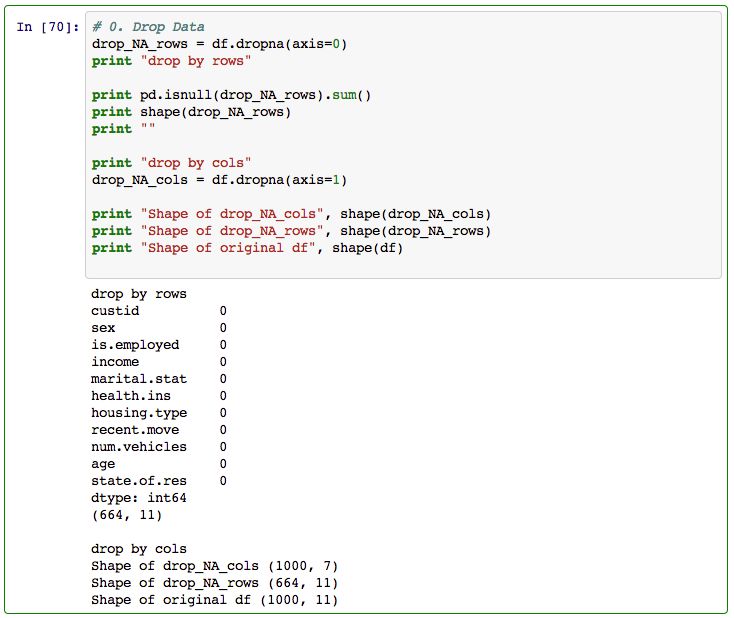 In [70]: # 0. Drop Data
drop_NA_rows = df.dropna(axis=0)
print "drop by rows"
print pd.isnull(drop_NA_rows).sum()
print shape(drop_NA_rows)
print ""
print "drop by cols"
drop_NA_cols = df.dropna(axis=1)
print "Shape of drop_NA_cols", shape(drop_NA_cols)
print "Shape of drop_NA_rows", shape(drop_NA_rows)
print "Shape of original df", shape(df)
drop by rows
custid 0
sex 0
is.employed 0
income 0
marital.stat 0
health.ins 0
housing.type 0
recent.move 0
num.vehicles 0
age 0
state.of.res 0
dtype: int64
(664, 11)
drop by cols
Shape of drop_NA_cols (1000, 7)
Shape of drop_NA_rows (664, 11)
Shape of original df (1000, 11)